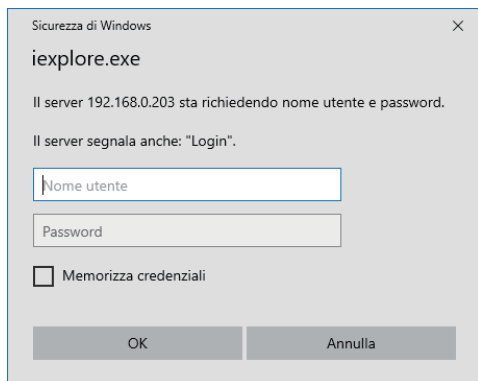 Sicurezza di Windows
iexplore.exe
Il server 192.168.0.203 sta richiedendo nome utente e password.
Il server segnala anche: "Login".
Nome utente
Password
Memorizza credenziali
OK Annulla